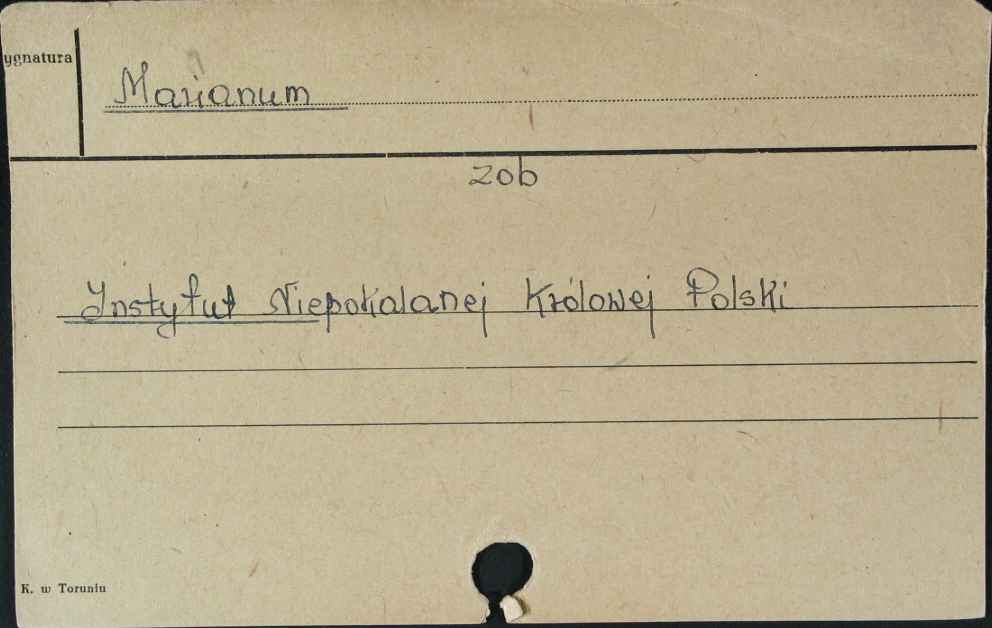 ygnatura
Marianum
zob
Instytut Niepokalanej Królowej Polski
K. w Toruniu